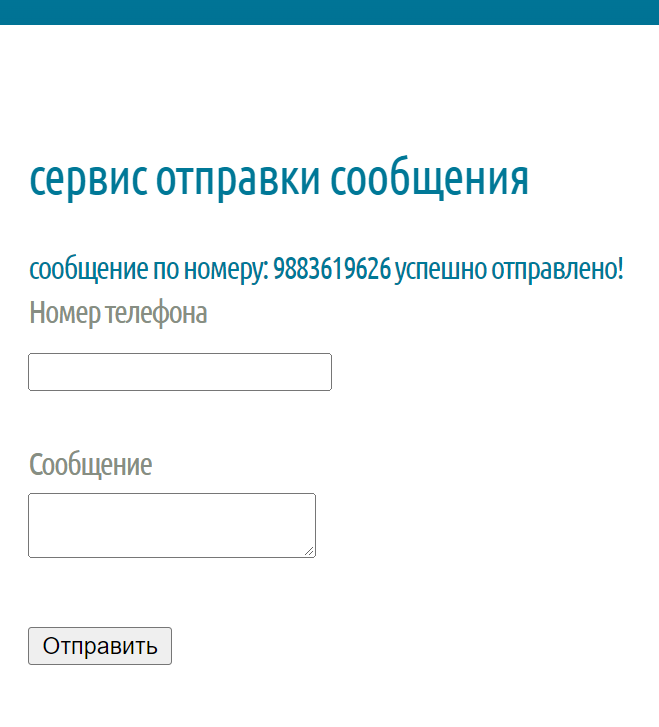 сервис отправки сообщения
сообщение по номеру: 9883619626 успешно отправлено!
Номер телефона
Сообщение
Отправить